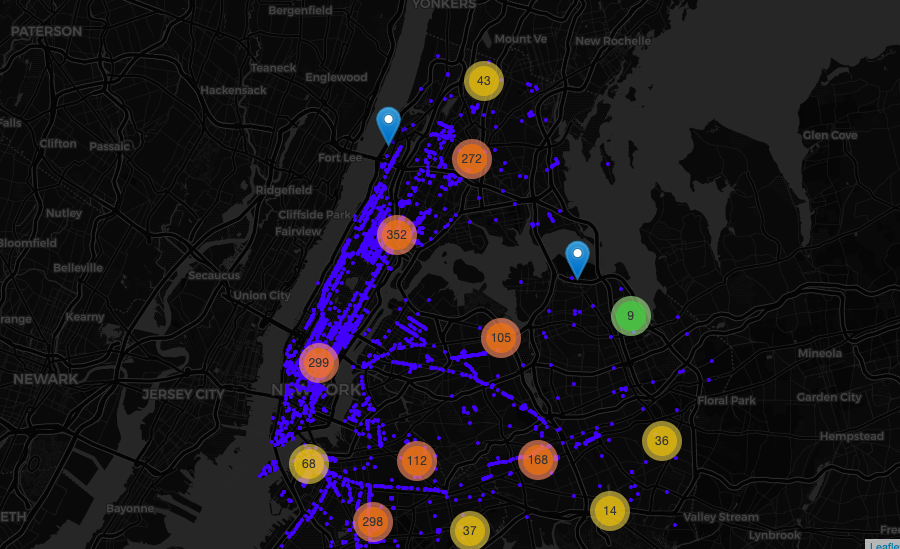 YONKERS
Bergenfield
PATERSON
Mount Ve
New Rochelle
Teaneck
Englewood
43
Hackensack
Falls
Glen Cove
Clifton
Passaic
Fort Lee
272
Ridgefield
Nutley
Cliffside Park
Fairview
352
Bloomfield
Belleville
Secaucus
Union City
range
Kearny
9
105
Mineola
299
NEWARK
JERSEY CITY
NEW YORK
Floral Park
Garden City
36
Hempstead
68
112
168
Bayonne
14
ETH
298
37
Valley Stream
Lynbrook
Fre
Leafle